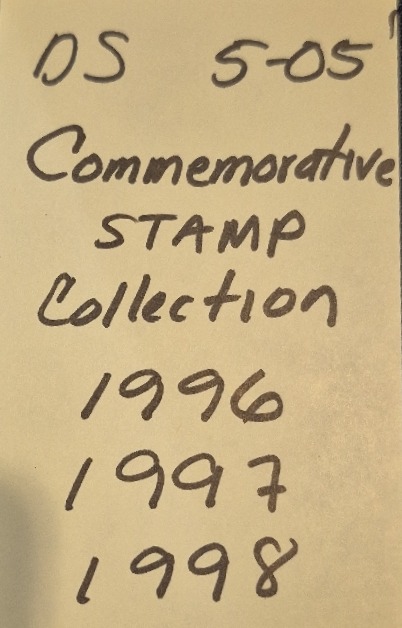 DS 5-05
Commemorative
STAMP
Collection
1996
1997
1998